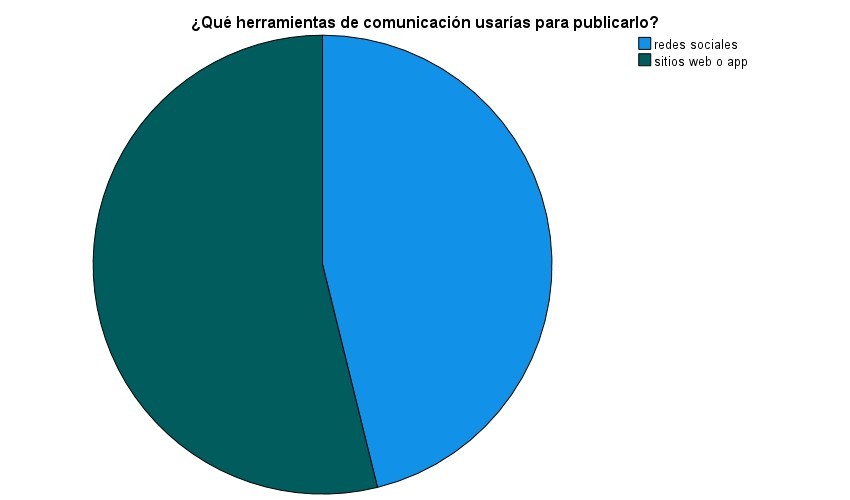 ¿Qué herramientas de comunicación usarías para publicarlo?
redes sociales
sitios web o app